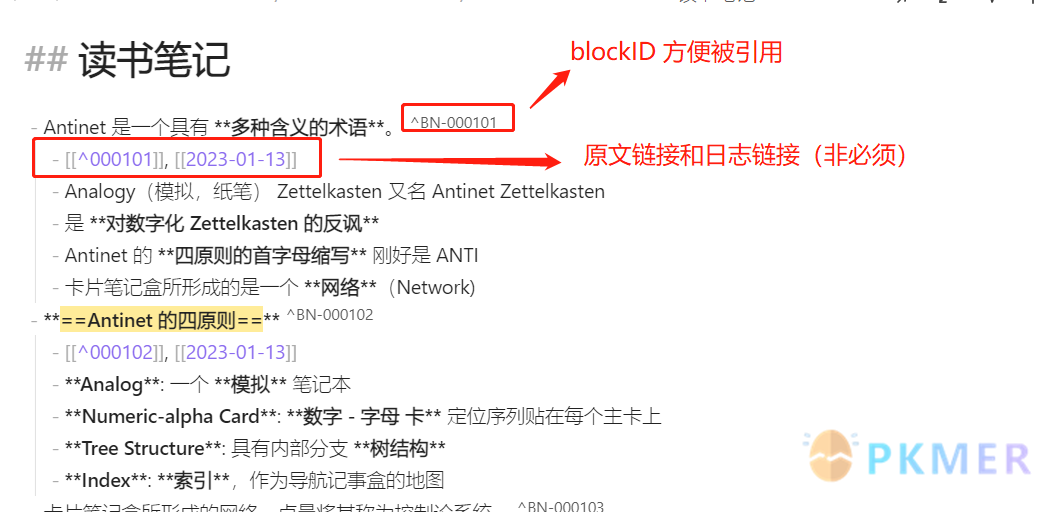 blockID 方便被引用
## 读书笔记
- Antinet 是一个具有 **多种含义的术语**。 ^BN-000101
- [[^000101]], [[2023-01-13]]
原文链接和日志链接（非必须）
- Analogy（模拟，纸笔） Zettelkasten 又名 Antinet Zettelkasten
- 是 **对数字化 Zettelkasten 的反讽**
- Antinet 的 **四原则的首字母缩写** 刚好是 ANTI
- 卡片笔记盒所形成的是一个 **网络**（Network)
- **==Antinet 的四原则==** ^BN-000102
- [[^000102]], [[2023-01-13]]
- **Analog**: 一个 **模拟** 笔记本
- **Numeric-alpha Card**: **数字 - 字母 卡** 定位序列贴在每个主卡上
- **Tree Structure**: 具有内部分支 **树结构**
- **Index**: **索引**，作为导航记事盒的地图
PKMER
^BN-000103